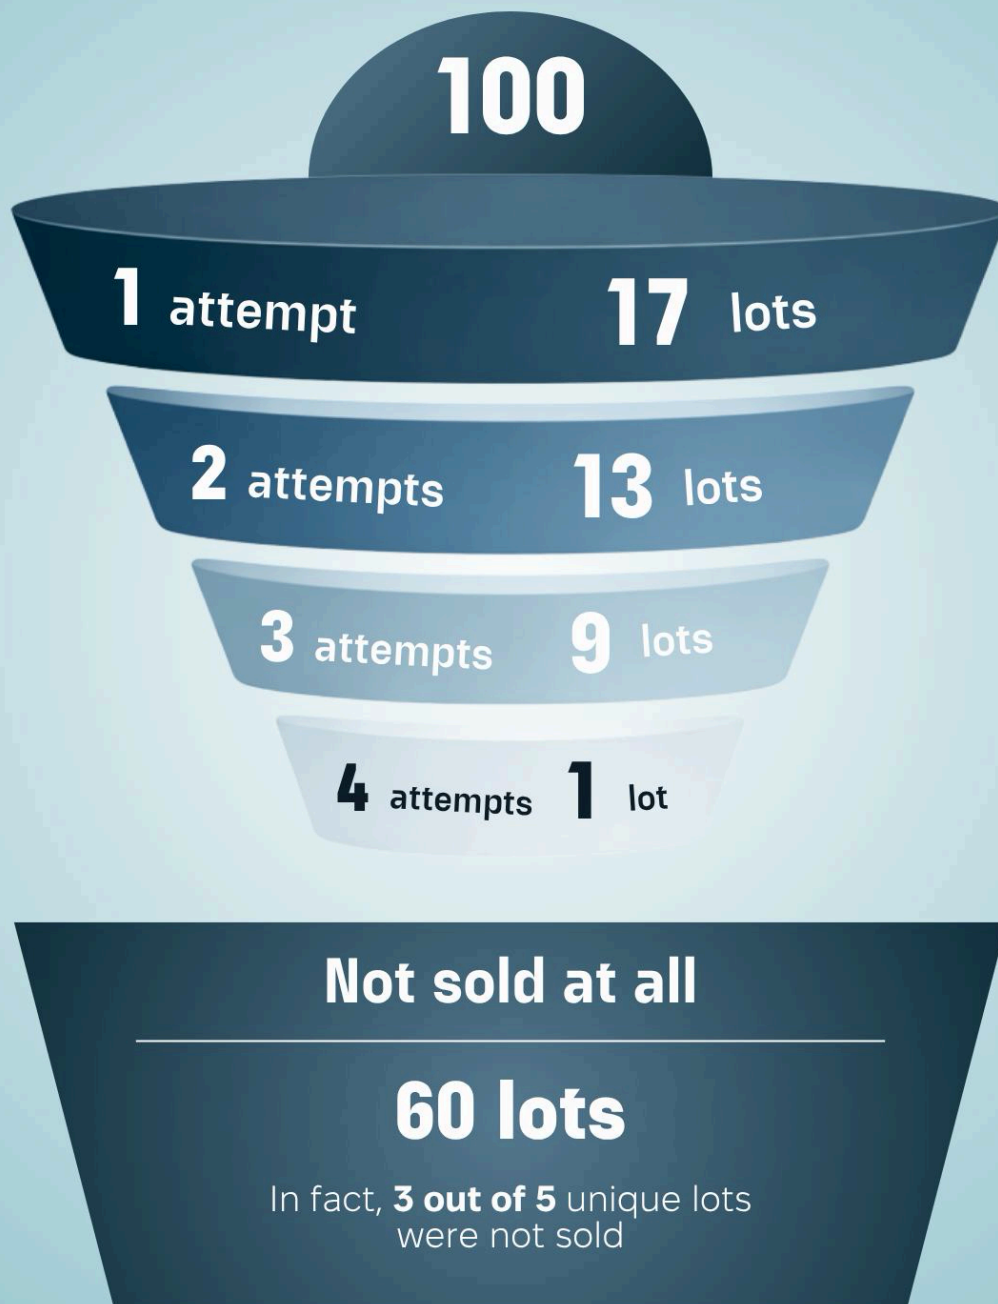 100
1 attempt 17 lots
2 attempts 13 lots
3 attempts 9 lots
4 attempts 1 lot
Not sold at all
60 lots
In fact, 3 out of 5 unique lots
were not sold